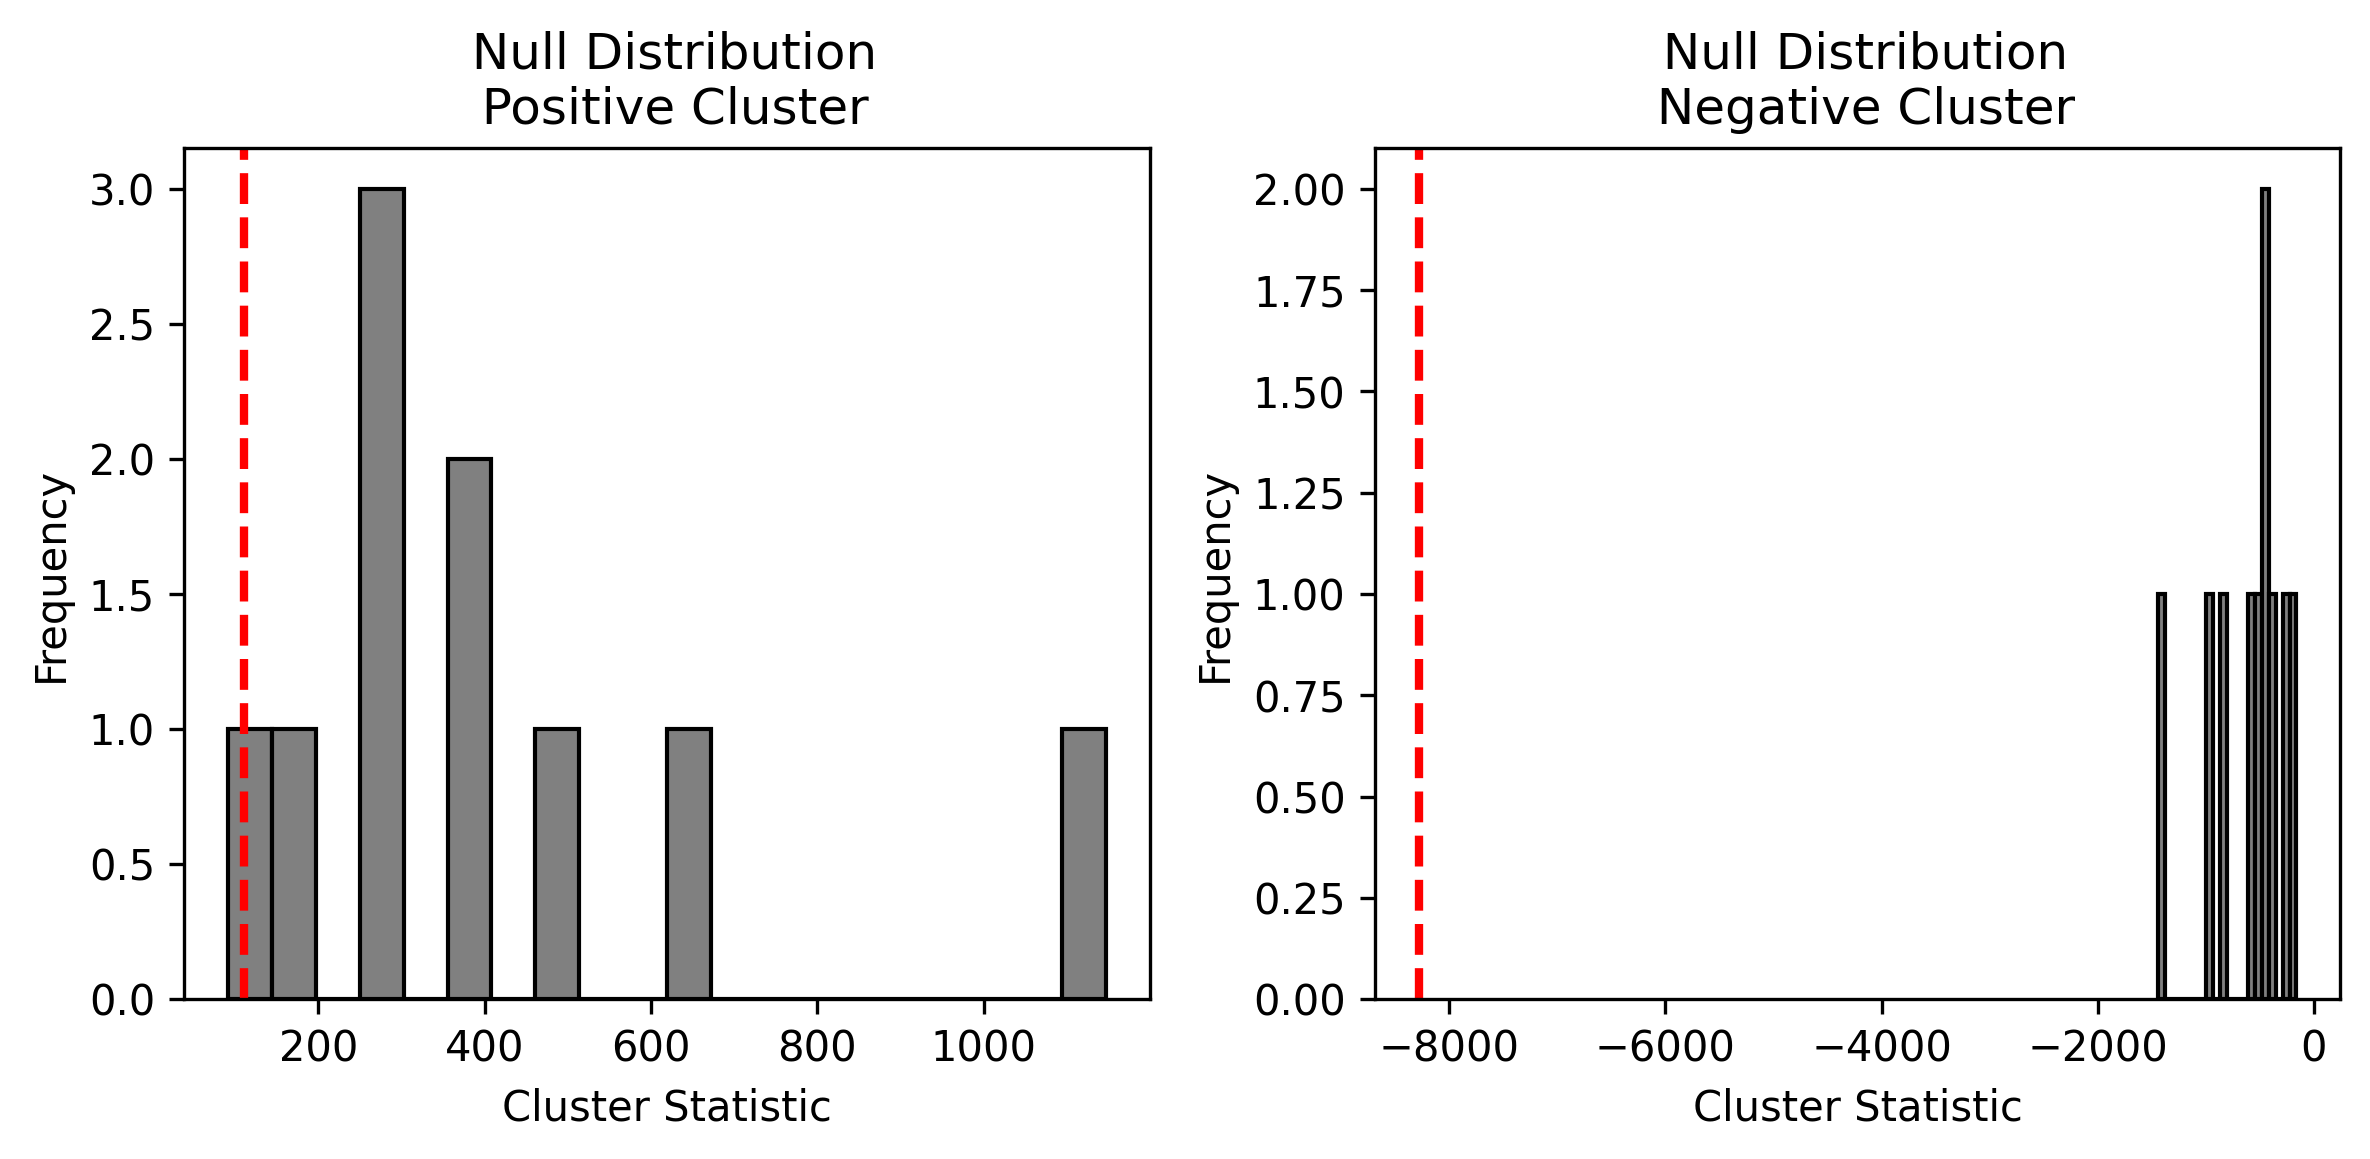 Null Distribution
Positive Cluster
3.0
2.5
2.0
1.5
1.0
0.5
0.0
Frequency
200 400 600 800 1000
Cluster Statistic
Null Distribution
Negative Cluster
2.00
1.75
1.50
1.25
1.00
0.75
0.50
0.25
0.00
Frequency
−8000 −6000 −4000 −2000 0
Cluster Statistic